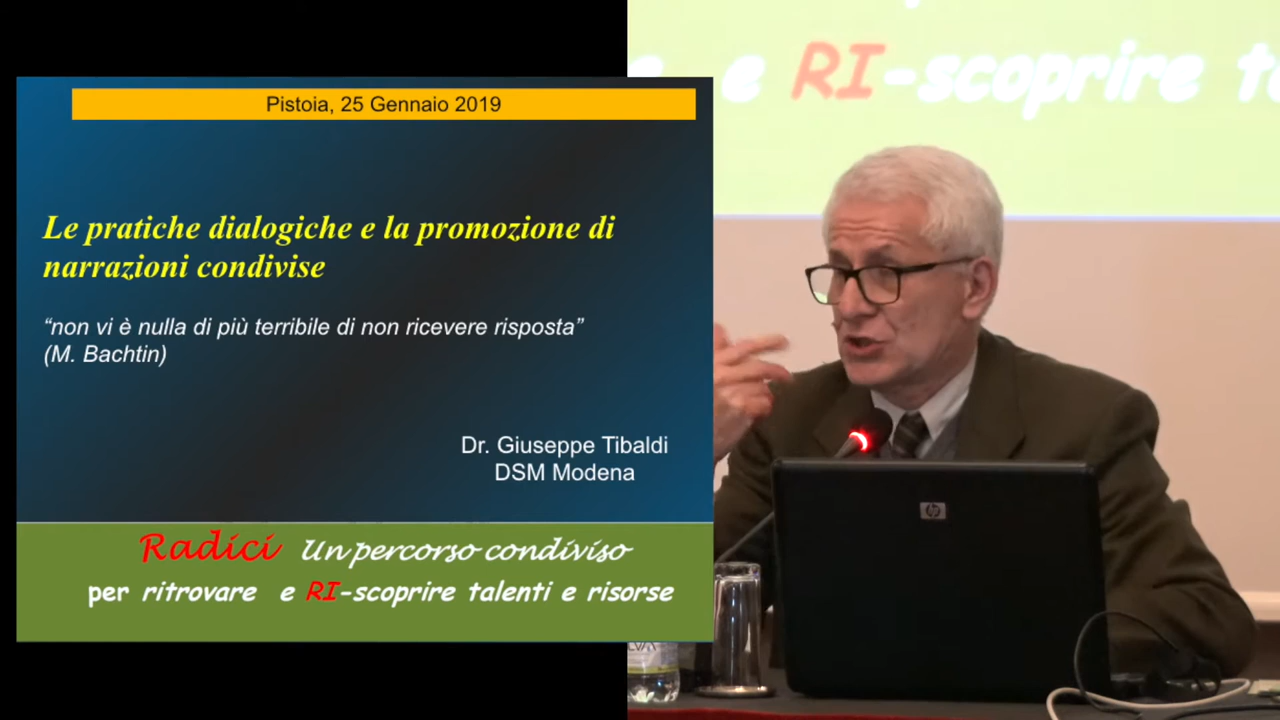 Pistoia, 25 Gennaio 2019
Le pratiche dialogiche e la promozione di
narrazioni condivise
“non vi è nulla di più terribile di non ricevere risposta”
(M. Bachtin)
Dr. Giuseppe Tibaldi
DSM Modena
Radici Un percorso condiviso
per ritrovare e RI-scoprire talenti e risorse
e RI-scoprire
hp